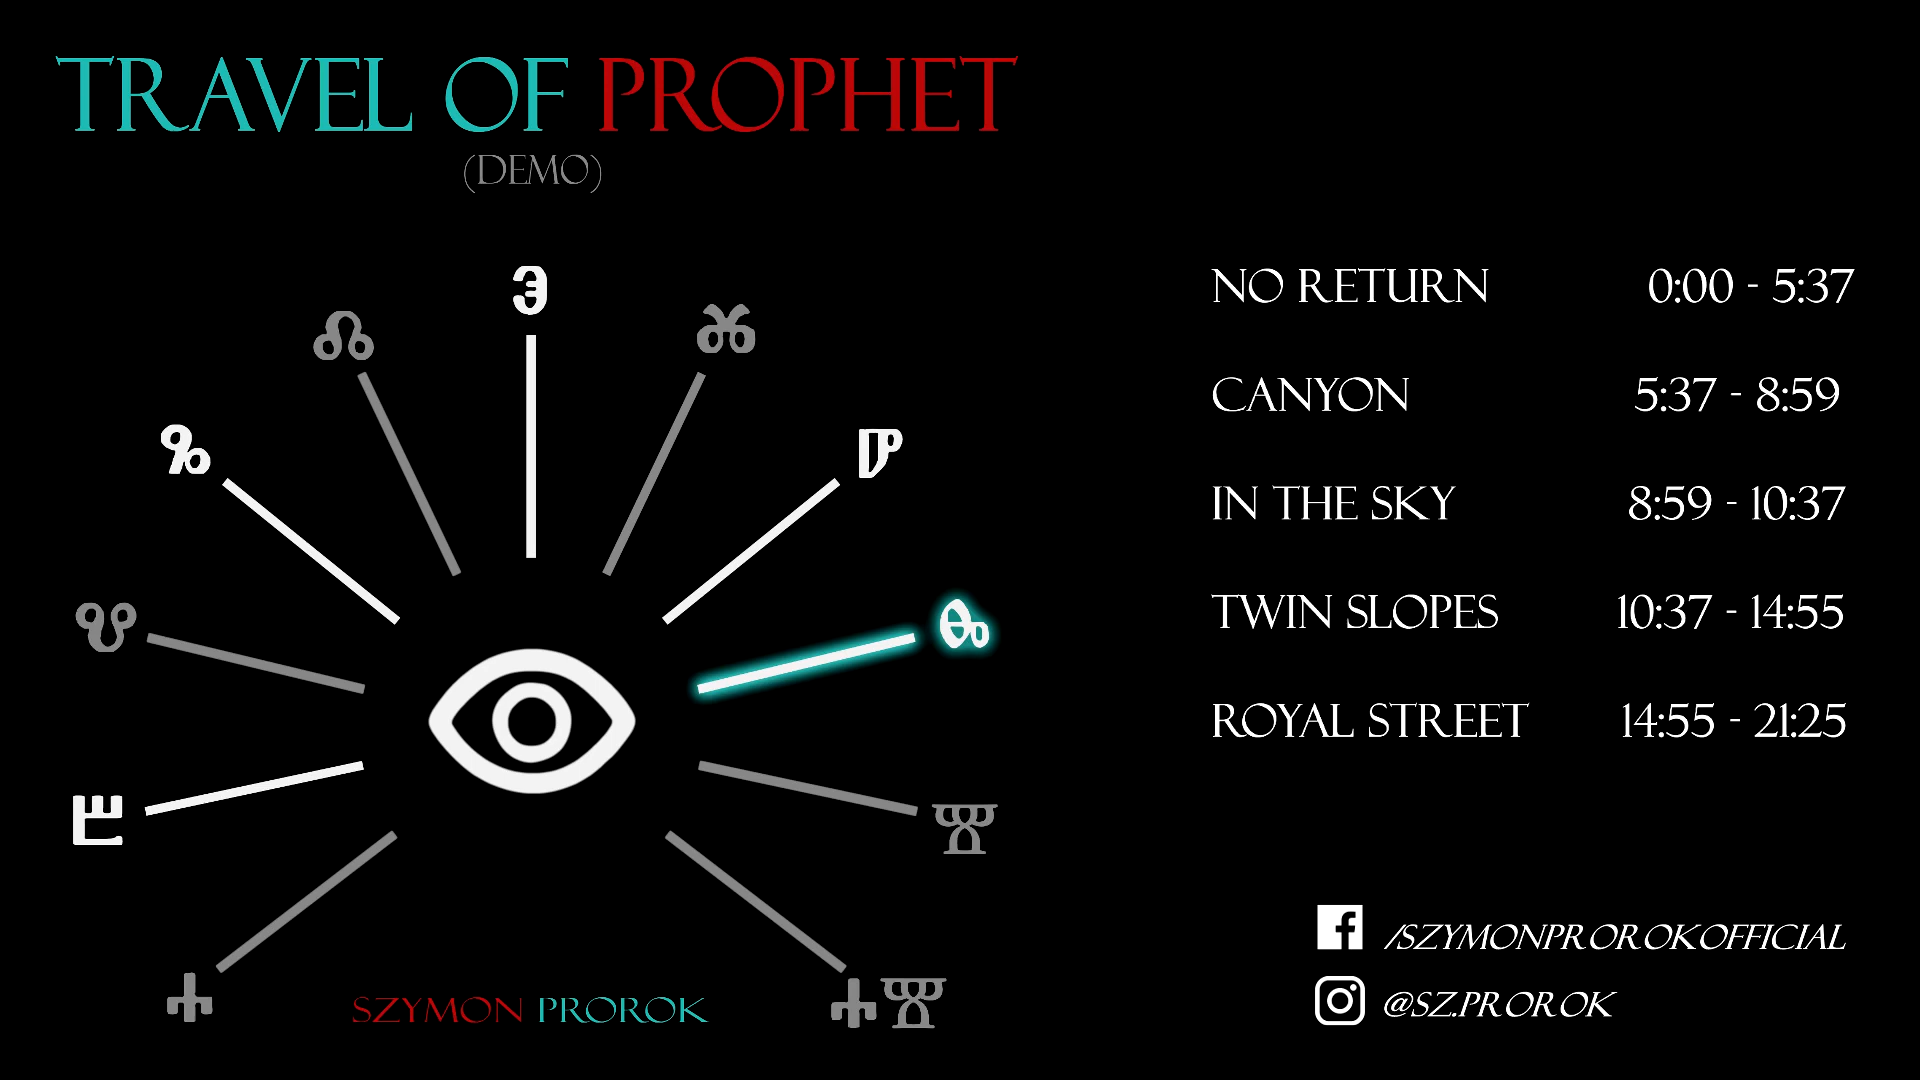 TRAVEL OF PROPHET
(DEMO)
Ⰵ
Ⰴ
Ⰶ
Ⰳ
Ⰷ
Ⰲ
Ⰸ
Ⰱ
Ⰺ
Ⰰ
ⰀⰊ
SZYMON PROROK
NO RETURN 0:00 - 5:37
CANYON 5:37 - 8:59
IN THE SKY 8:59 - 10:37
TWIN SLOPES 10:37 - 14:55
ROYAL STREET 14:55 - 21:25
/SZYMONPROROKOFFICIAL
@SZ.PROROK